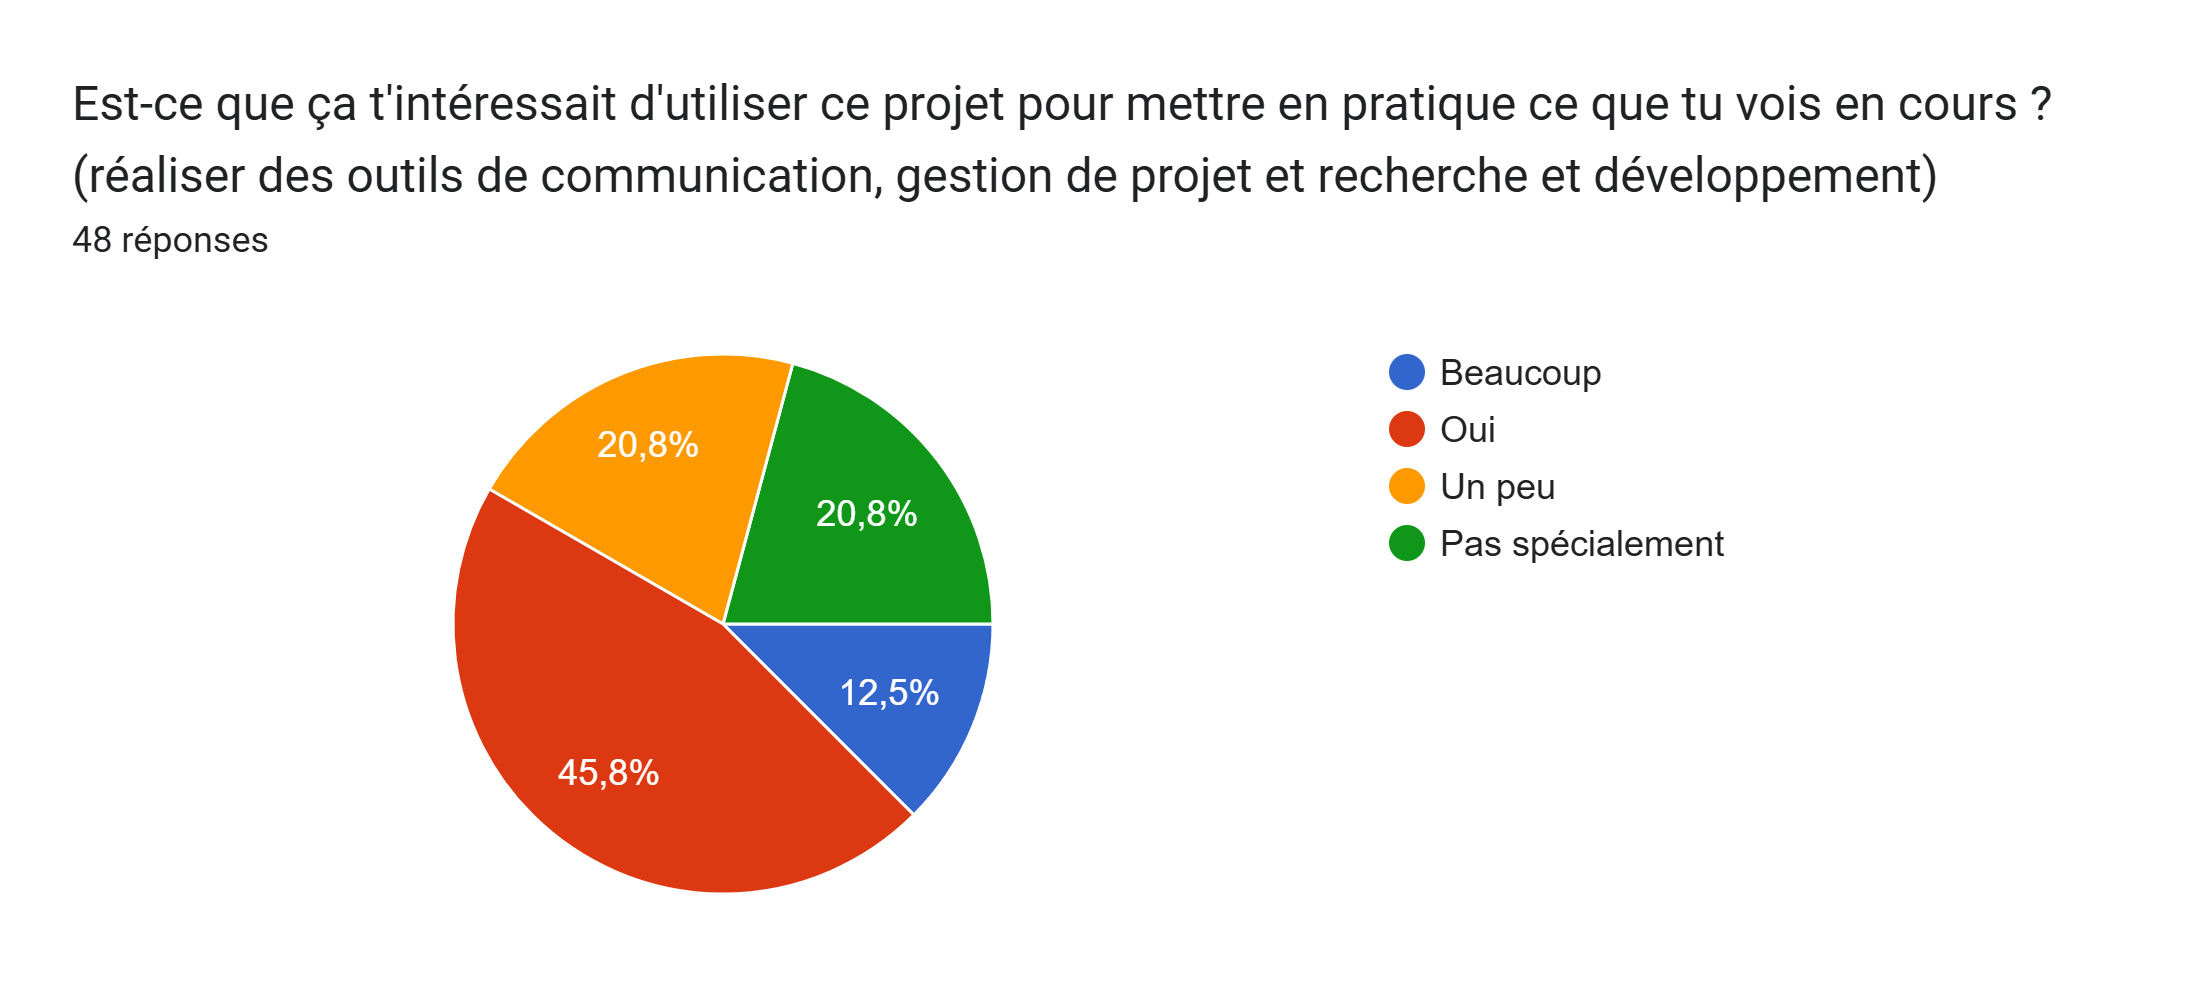 Est-ce que ça t'intéressait d'utiliser ce projet pour mettre en pratique ce que tu vois en cours ?
(réaliser des outils de communication, gestion de projet et recherche et développement)
48 réponses
Beaucoup
Oui
Un peu
Pas spécialement
20,8%
20,8%
12,5%
45,8%